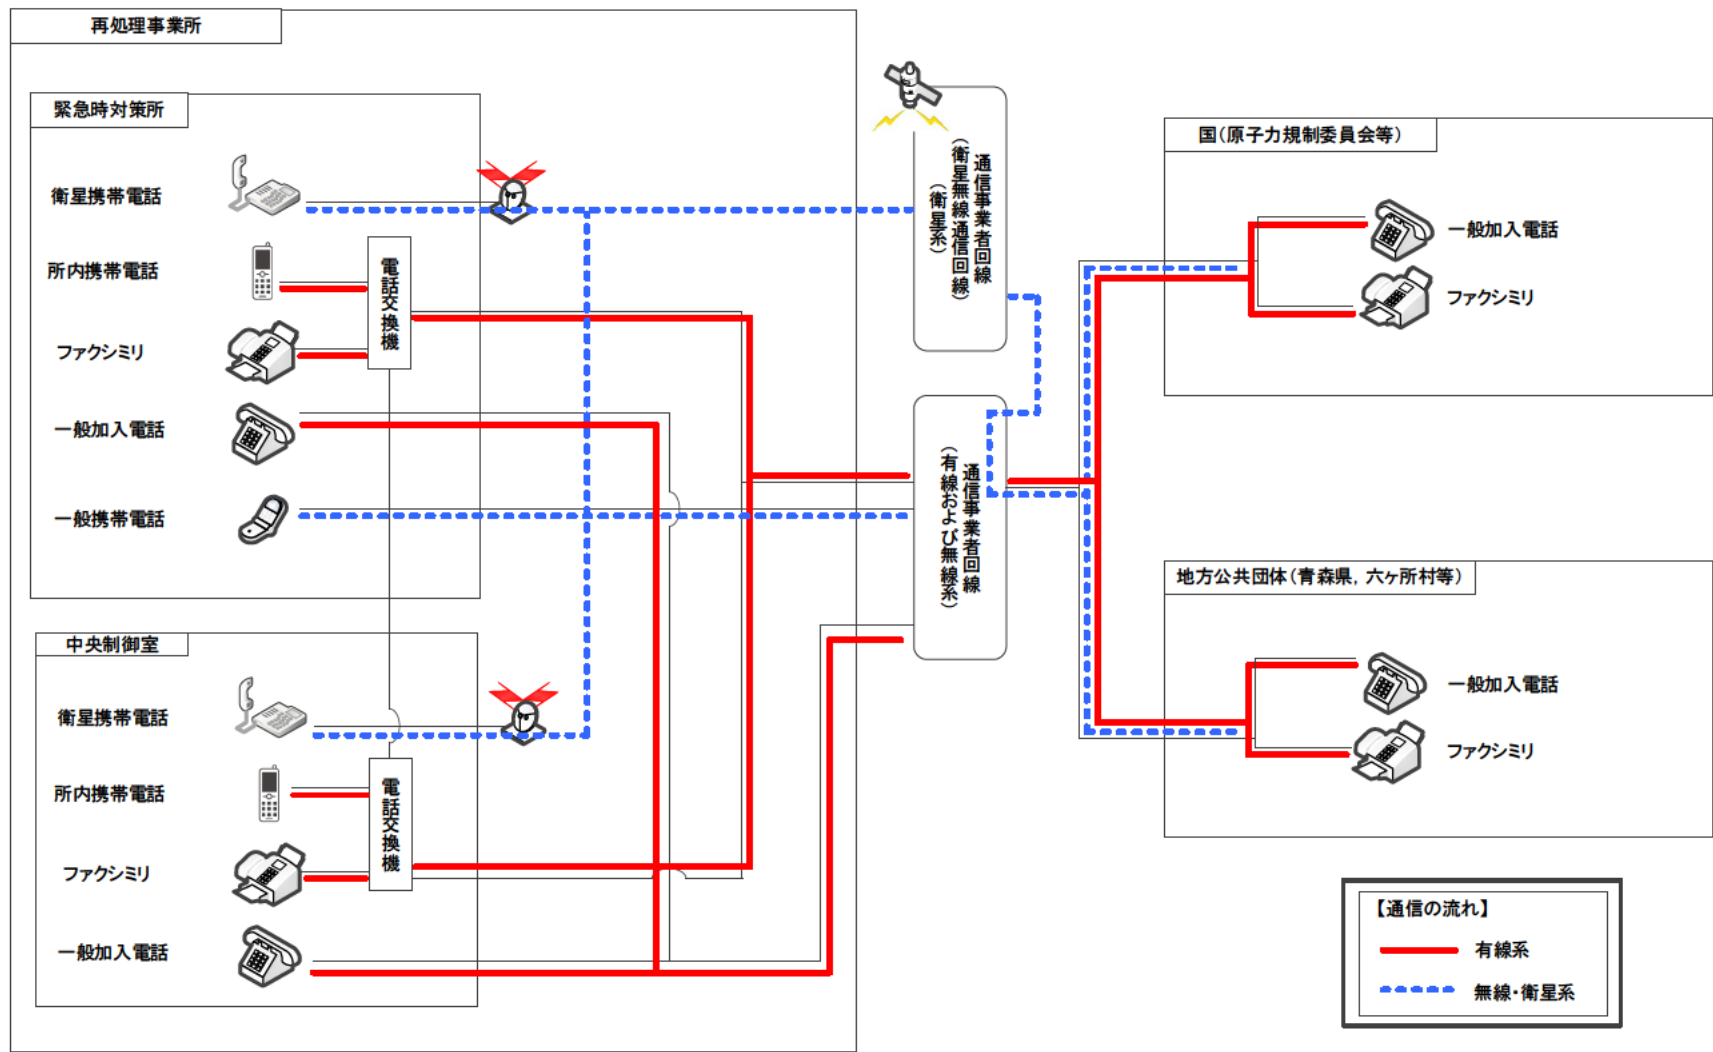 再処理事業所
緊急時対策所
衛星携帯電話
所内携帯電話
ファクシミリ
一般加入電話
一般携帯電話
電話交換機
中央制御室
衛星携帯電話
所内携帯電話
ファクシミリ
一般加入電話
電話交換機
通信事業者回線
(衛星無線通信回線)
(衛星系)
通信事業者回線
(有線および無線系)
国(原子力規制委員会等)
一般加入電話
ファクシミリ
地方公共団体(青森県，六ヶ所村等)
一般加入電話
ファクシミリ
【通信の流れ】
有線系
無線・衛星系